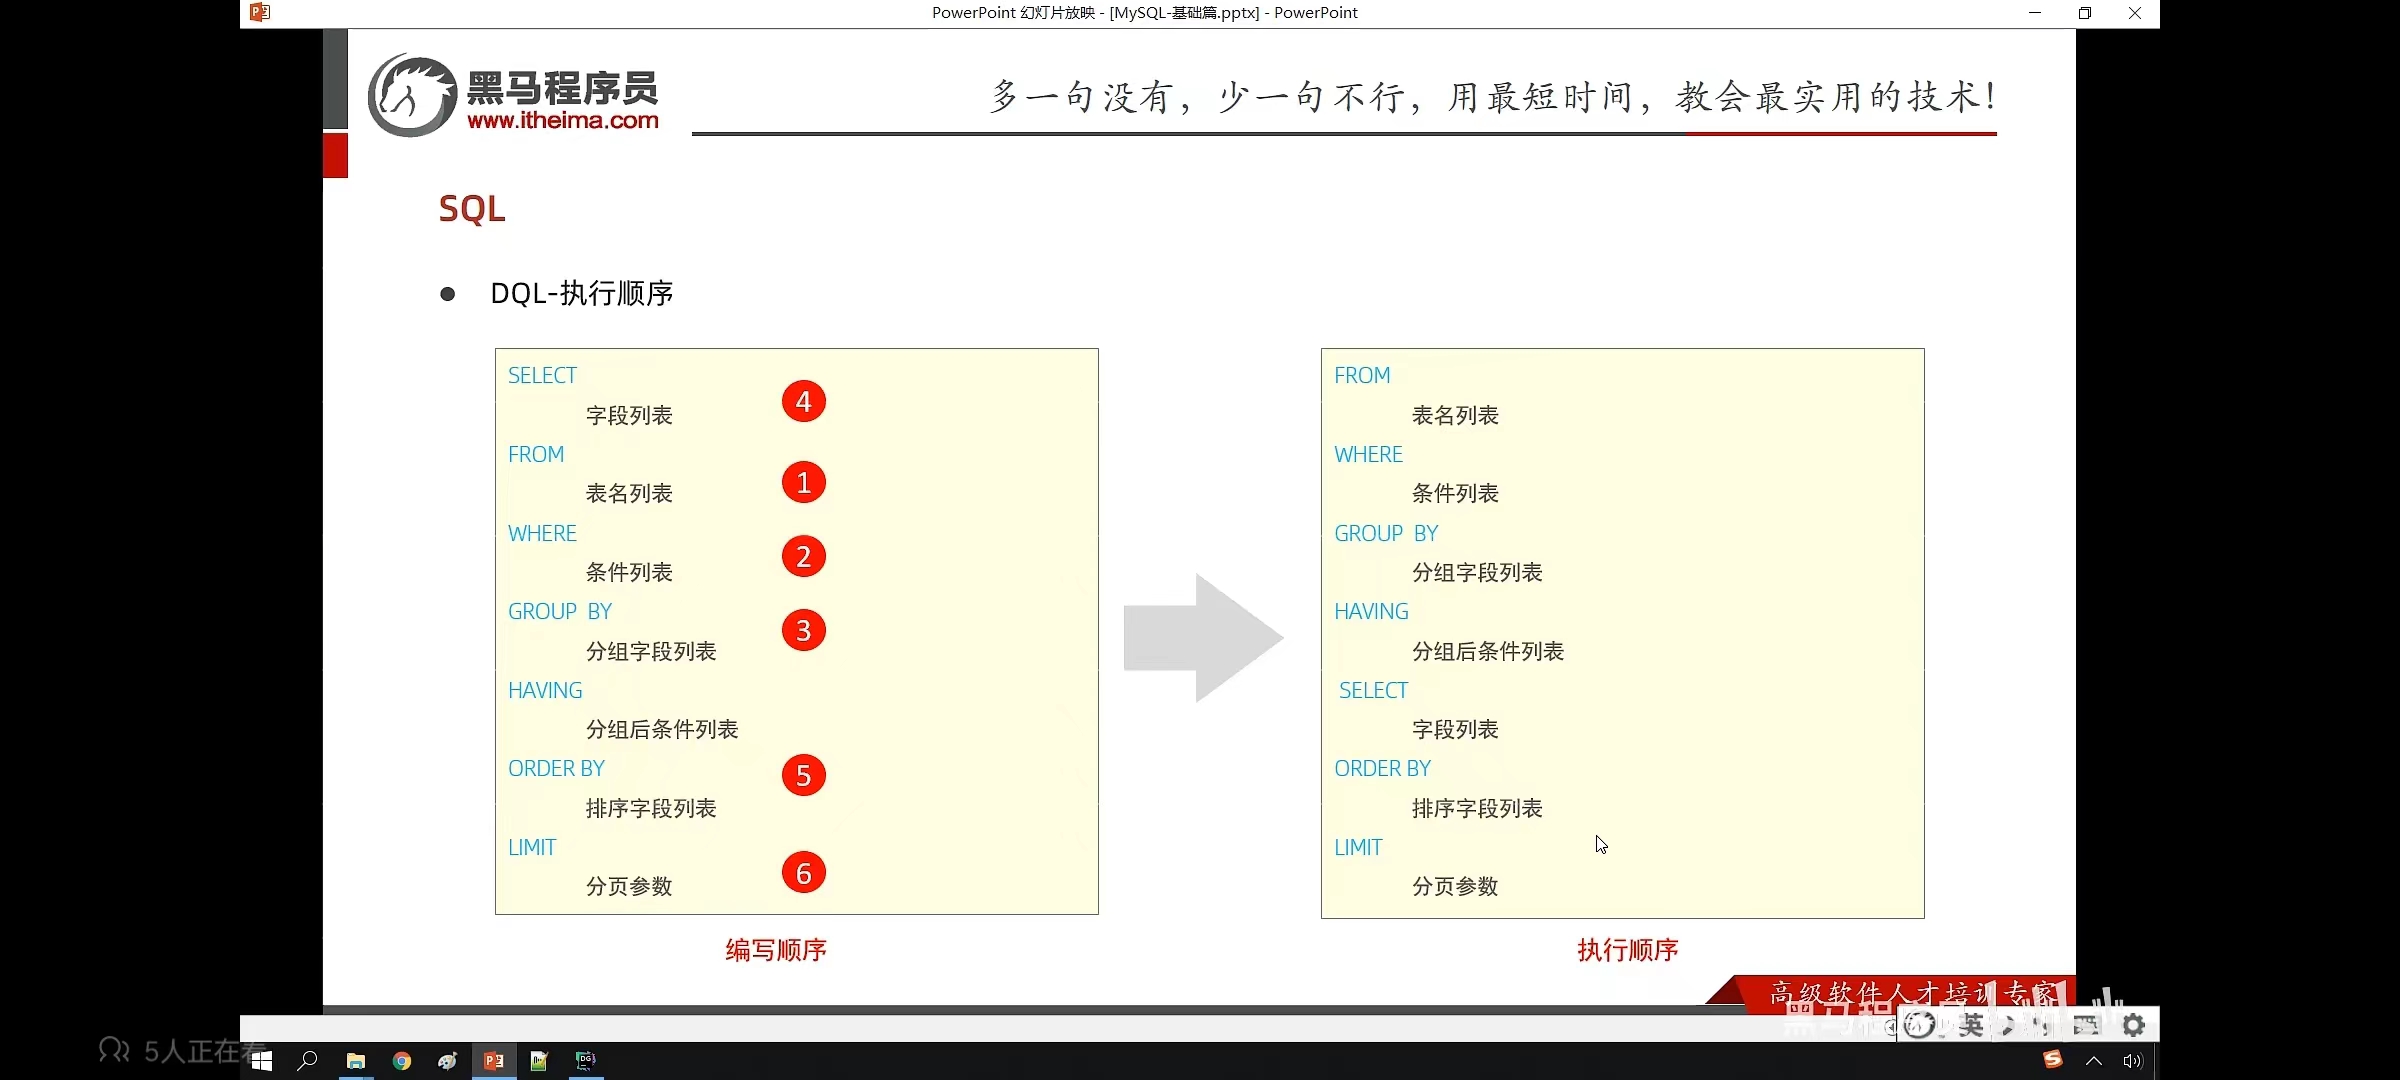 PowerPoint 幻灯片放映 - [MySQL-基础篇.pptx] - PowerPoint
黑马程序员
www.itheima.com
多一句没有，少一句不行，用最短时间，教会最实用的技术！
SQL
● DQL-执行顺序
SELECT
字段列表
4
FROM
表名列表
1
WHERE
条件列表
2
GROUP BY
分组字段列表
3
HAVING
分组后条件列表
ORDER BY
排序字段列表
5
LIMIT
分页参数
6
编写顺序
FROM
表名列表
WHERE
条件列表
GROUP BY
分组字段列表
HAVING
分组后条件列表
SELECT
字段列表
ORDER BY
排序字段列表
LIMIT
分页参数
执行顺序
高级软件人才培训专家
黑马程序员
英
5人正在看